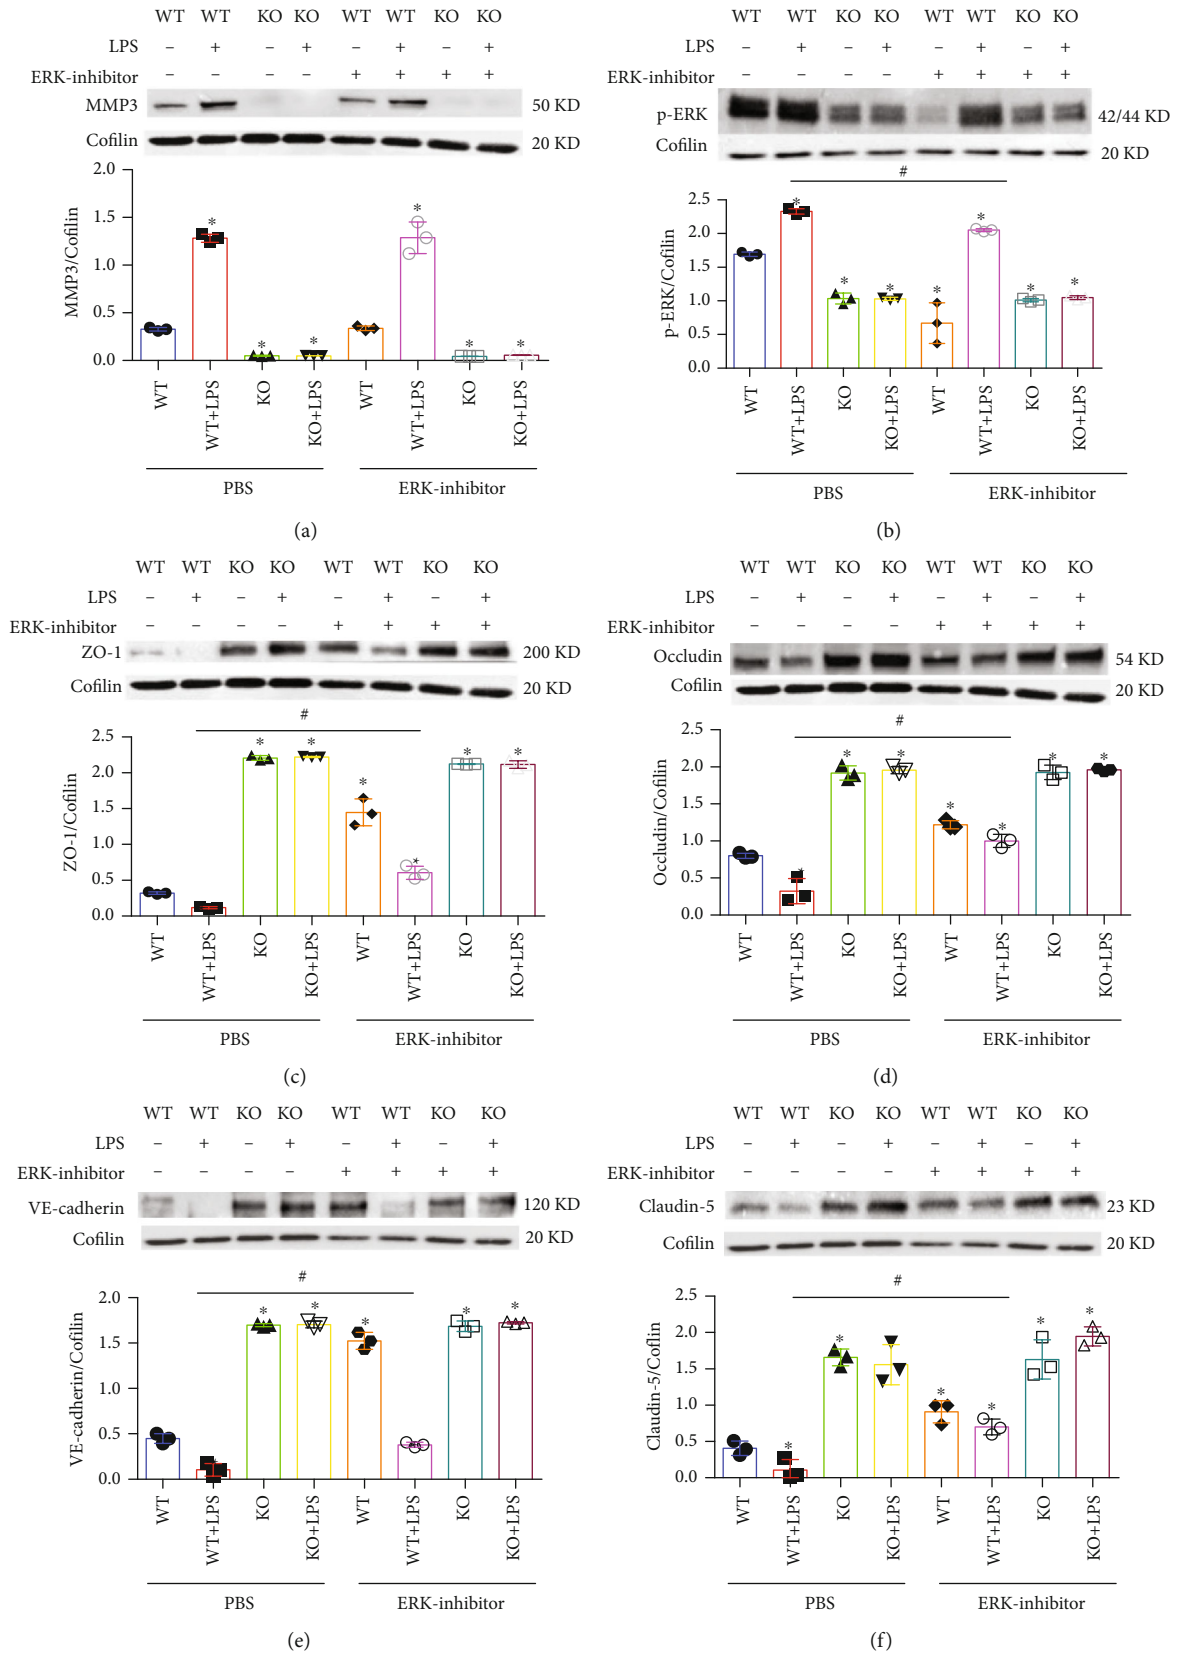 WT WT KO KO WT WT KO KO
LPS – + – + – + – +
ERK-inhibitor – – – – + + + +
MMP3 50 KD
Cofilin 20 KD
MMP3/Cofilin
2.0
1.5
1.0
0.5
0.0
* * * * * *
WT WT+LPS KO KO+LPS WT WT+LPS KO KO+LPS
PBS ERK-inhibitor
(a)
WT WT KO KO WT WT KO KO
LPS – + – + – + – +
ERK-inhibitor – – – – + + + +
p-ERK 42/44 KD
Cofilin 20 KD
#
p-ERK/Cofilin
2.5
2.0
1.5
1.0
0.5
0.0
* * * * * * *
WT WT+LPS KO KO+LPS WT WT+LPS KO KO+LPS
PBS ERK-inhibitor
(b)
WT WT KO KO WT WT KO KO
LPS – + – + – + – +
ERK-inhibitor – – – – + + + +
ZO-1 200 KD
Cofilin 20 KD
#
ZO-1/Cofilin
2.5
2.0
1.5
1.0
0.5
0.0
* * * * * *
WT WT+LPS KO KO+LPS WT WT+LPS KO KO+LPS
PBS ERK-inhibitor
(c)
WT WT KO KO WT WT KO KO
LPS – + – + – + – +
ERK-inhibitor – – – – + + + +
Occludin 54 KD
Cofilin 20 KD
#
Occludin/Cofilin
2.5
2.0
1.5
1.0
0.5
0.0
* * * * * *
WT WT+LPS KO KO+LPS WT WT+LPS KO KO+LPS
PBS ERK-inhibitor
(d)
WT WT KO KO WT WT KO KO
LPS – + – + – + – +
ERK-inhibitor – – – – + + + +
VE-cadherin 120 KD
Cofilin 20 KD
#
VE-cadherin/Cofilin
2.0
1.5
1.0
0.5
0.0
* * * * *
WT WT+LPS KO KO+LPS WT WT+LPS KO KO+LPS
PBS ERK-inhibitor
(e)
WT WT KO KO WT WT KO KO
LPS – + – + – + – +
ERK-inhibitor – – – – + + + +
Claudin-5 23 KD
Cofilin 20 KD
#
Claudin-5/Coflin
2.5
2.0
1.5
1.0
0.5
0.0
* * * * * *
WT WT+LPS KO KO+LPS WT WT+LPS KO KO+LPS
PBS ERK-inhibitor
(f)